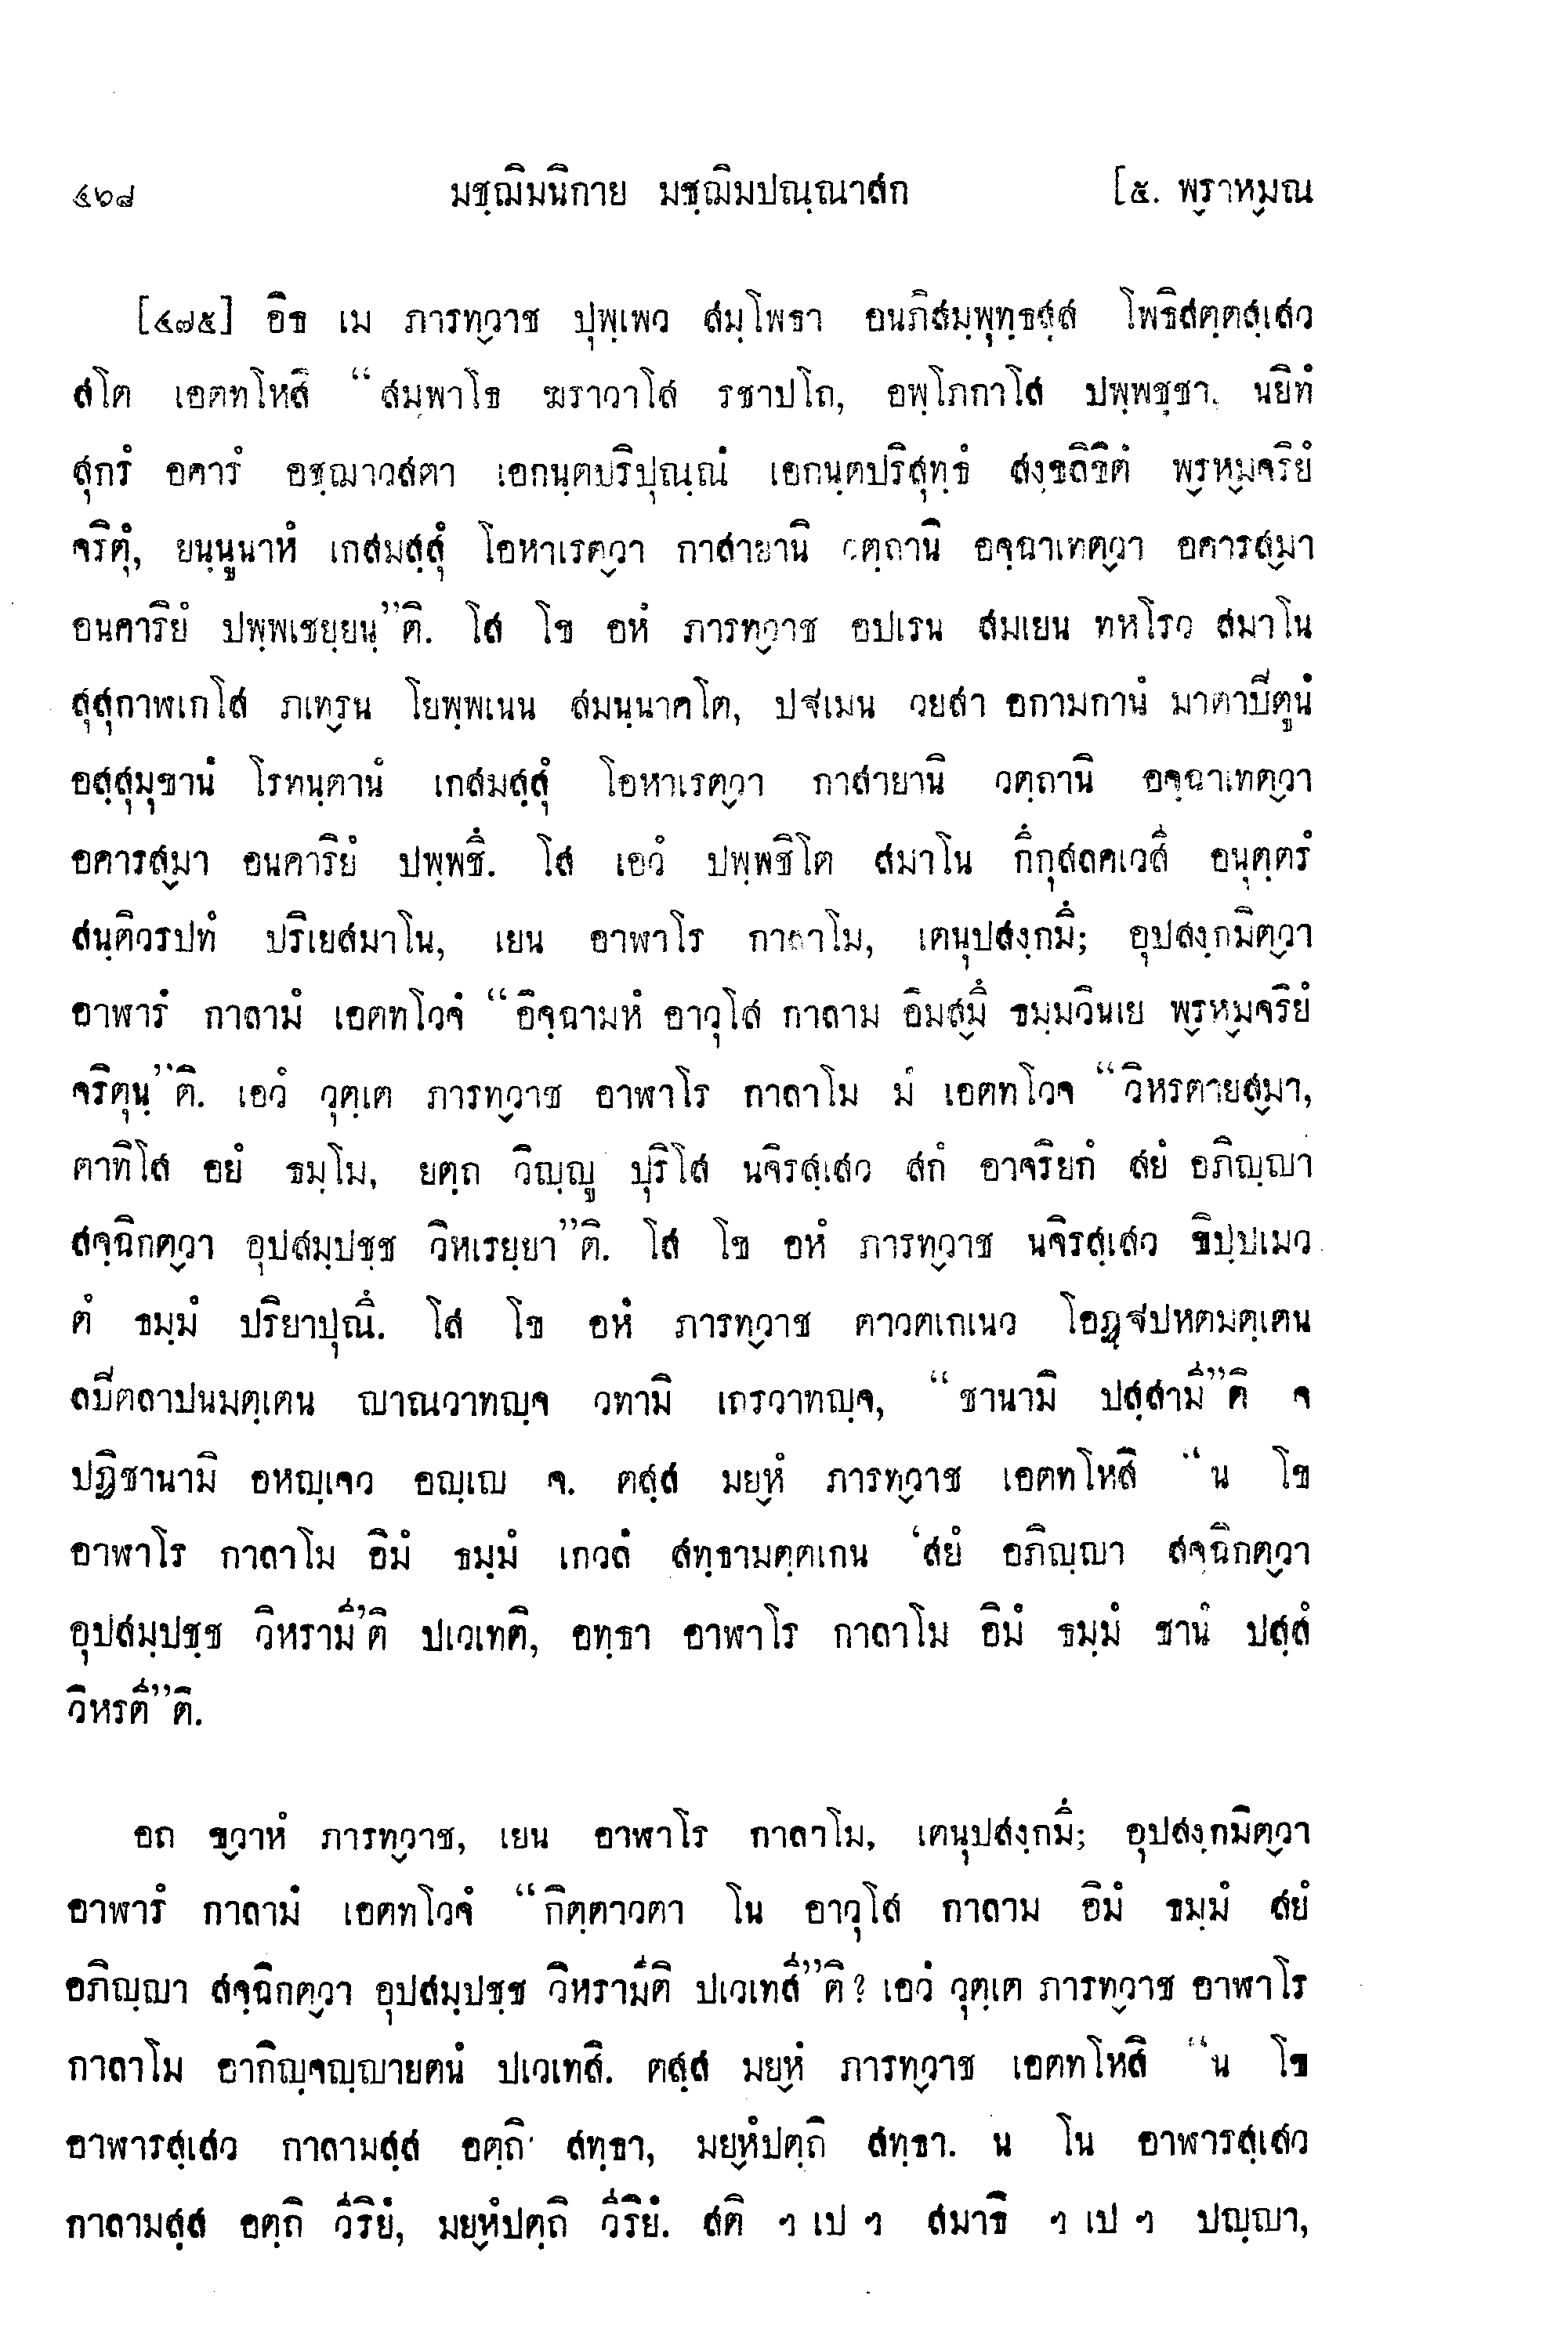 ๔๖๘ มชฺฌิมนิกาย มชฺฌิมปณฺณาสก [๕. พฺราหฺมณ
[๔๗๕] อิธ เม ภารทฺวาช ปุพฺเพว สมฺโพธา อนภิสมฺพุทฺธสฺส โพธิสตฺตสฺเสว
สโต เอตทโหสิ “สมฺพาโธ ฆราวาโส รชาปโถ, อพฺโภกาโส ปพฺพชฺชา. นยิทํ
สุกรํ อคารํ อชฺฌาวสตา เอกนฺตปริปุณฺณํ เอกนฺตปริสุทฺธํ สงฺขลิขิตํ พฺรหฺมจริยํ
จริตุํ, ยนฺนูนาหํ เกสมสฺสุํ โอหาเรตฺวา กาสายานิ วตฺถานิ อจฺฉาเทตฺวา อคารสฺมา
อนคาริยํ ปพฺพเชยฺยนฺ”ติ. โส โข อหํ ภารทฺวาช อปเรน สมเยน ทหโรว สมาโน
สุสุกาฬเกโส ภเทฺรน โยพฺพเนน สมนฺนาคโต, ปฐเมน วยสา อกามกานํ มาตาปีตูนํ
อสฺสุมุขานํ โรทนฺตานํ เกสมสฺสุํ โอหาเรตฺวา กาสายานิ วตฺถานิ อจฺฉาเทตฺวา
อคารสฺมา อนคาริยํ ปพฺพชึ. โส เอวํ ปพฺพชิโต สมาโน กึกุสลคเวสี อนุตฺตรํ
สนฺติวรปทํ ปริเยสมาโน, เยน อาฬาโร กาลาโม, เตนุปสงฺกมึ; อุปสงฺกมิตฺวา
อาฬารํ กาลามํ เอตทโวจํ “อิจฺฉามหํ อาวุโส กาลาม อิมสฺมึ ธมฺมวินเย พฺรหฺมจริยํ
จริตุนฺ”ติ. เอวํ วุตฺเต ภารทฺวาช อาฬาโร กาลาโม มํ เอตทโวจ “วิหรตายสฺมา,
ตาทิโส อยํ ธมฺโม, ยตฺถ วิญฺญู ปุริโส นจิรสฺเสว สกํ อาจริยกํ สยํ อภิญฺญา
สจฺฉิกตฺวา อุปสมฺปชฺช วิหเรยฺยา”ติ. โส โข อหํ ภารทฺวาช นจิรสฺเสว ขิปฺปเมว
ตํ ธมฺมํ ปริยาปุณึ. โส โข อหํ ภารทฺวาช ตาวตเกเนว โอฏฺฐปหตมตฺเตน
ลปีตลาปนมตฺเตน ญาณวาทญฺจ วทามิ เถรวาทญฺจ, “ชานามิ ปสฺสามี”ติ จ
ปฏิชานามิ อหญฺเจว อญฺเญ จ. ตสฺส มยฺหํ ภารทฺวาช เอตทโหสิ “น โข
อาฬาโร กาลาโม อิมํ ธมฺมํ เกวลํ สทฺธามตฺตเกน ‘สยํ อภิญฺญา สจฺฉิกตฺวา
อุปสมฺปชฺช วิหรามี’ติ ปเวเทติ, อทฺธา อาฬาโร กาลาโม อิมํ ธมฺมํ ชานํ ปสฺสํ
วิหรตี”ติ.
อถ ขฺวาหํ ภารทฺวาช, เยน อาฬาโร กาลาโม, เตนุปสงฺกมึ; อุปสงฺกมิตฺวา
อาฬารํ กาลามํ เอตทโวจํ “กิตฺตาวตา โน อาวุโส กาลาม อิมํ ธมฺมํ สยํ
อภิญฺญา สจฺฉิกตฺวา อุปสมฺปชฺช วิหรามีติ ปเวเทสี”ติ? เอวํ วุตฺเต ภารทฺวาช อาฬาโร
กาลาโม อากิญฺจญฺญายตนํ ปเวเทสิ. ตสฺส มยฺหํ ภารทฺวาช เอตทโหสิ “น โข
อาฬารสฺเสว กาลามสฺส อตฺถิ สทฺธา, มยฺหํปตฺถิ สทฺธา. น โน อาฬารสฺเสว
กาลามสฺส อตฺถิ วีริยํ, มยฺหํปตฺถิ วีริยํ. สติ ฯ เป ฯ สมาธิ ฯ เป ฯ ปญฺญา,